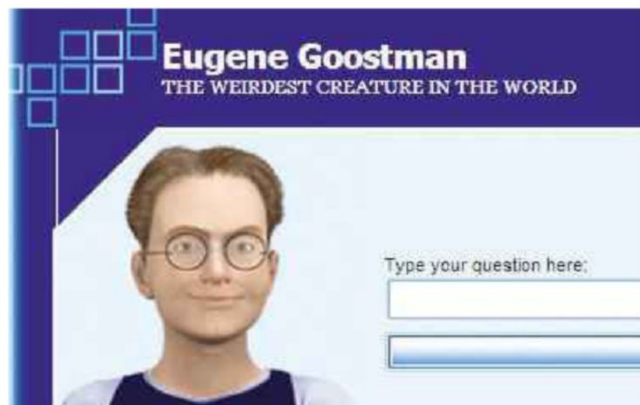 Eugene Goostman
THE WEIRDEST CREATURE IN THE WORLD
Type your question here: